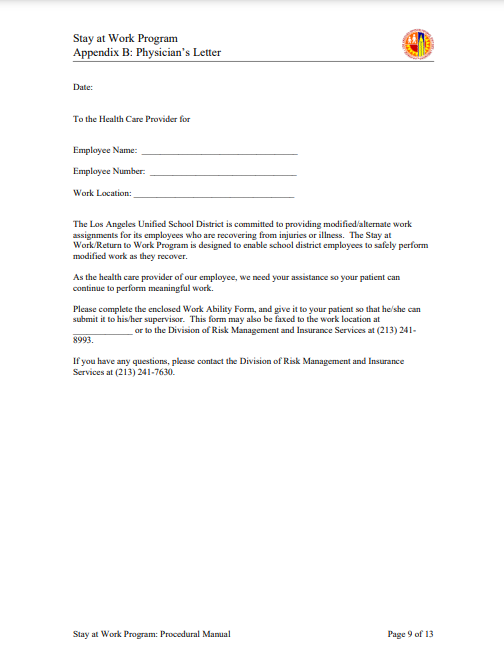 Stay at Work Program
Appendix B: Physician's Letter
Date:
To the Health Care Provider for
Employee Name: ___________________________________
Employee Number: _________________________________
Work Location: ____________________________________
The Los Angeles Unified School District is committed to providing modified/alternate work
assignments for its employees who are recovering from injuries or illness.  The Stay at
Work/Return to Work Program is designed to enable school district employees to safely perform
modified work as they recover.
As the health care provider of our employee, we need your assistance so your patient can
continue to perform meaningful work.
Please complete the enclosed Work Ability Form, and give it to your patient so that he/she can
submit it to his/her supervisor.  This form may also be faxed to the work location at
_____________ or to the Division of Risk Management and Insurance Services at (213) 241-
8993.
If you have any questions, please contact the Division of Risk Management and Insurance
Services at (213) 241-7630.
Stay at Work Program: Procedural Manual Page 9 of 13